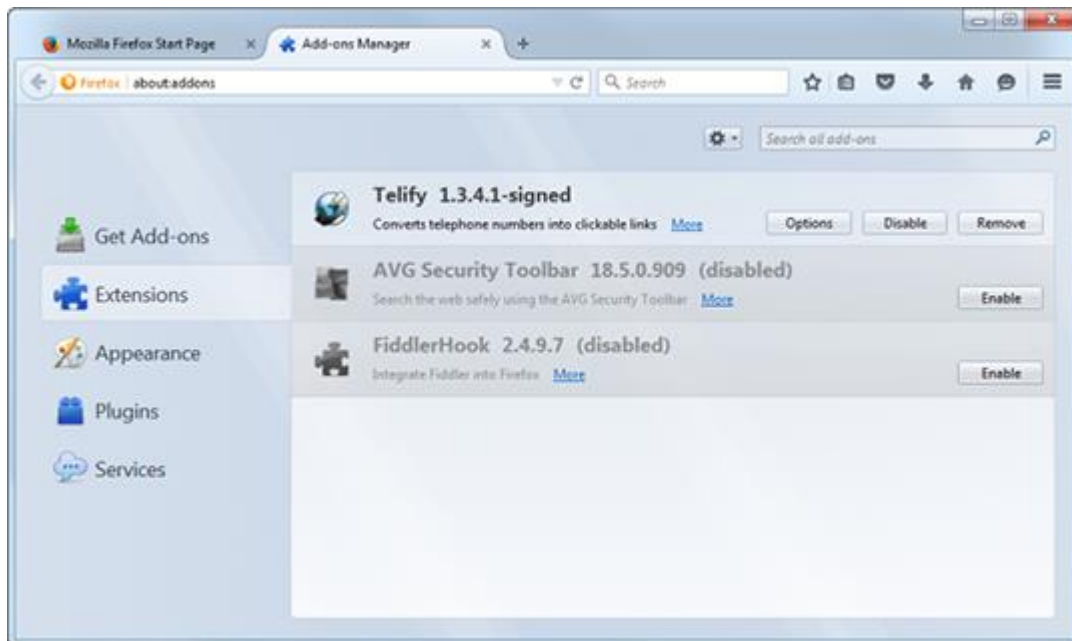 Mozilla Firefox Start Page
Add-ons Manager
Firefox about:addons
Search
Search all add-ons
Get Add-ons
Extensions
Appearance
Plugins
Services
Telify 1.3.4.1-signed
Converts telephone numbers into clickable links More
Options Disable Remove
AVG Security Toolbar 18.5.0.909 (disabled)
Search the web safely using the AVG Security Toolbar More
Enable
FiddlerHook 2.4.9.7 (disabled)
Integrate Fiddler into Firefox More
Enable